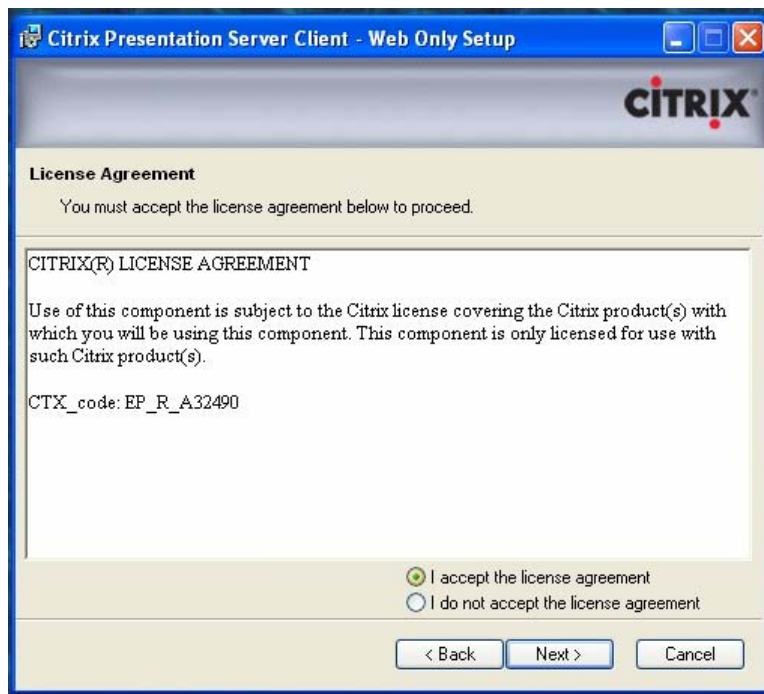 Citrix Presentation Server Client - Web Only Setup
CITRIX
License Agreement
You must accept the license agreement below to proceed.
CITRIX(R) LICENSE AGREEMENT
Use of this component is subject to the Citrix license covering the Citrix product(s) with
which you will be using this component. This component is only licensed for use with
such Citrix product(s).
CTX_code: EP_R_A32490
I accept the license agreement
I do not accept the license agreement
< Back Next > Cancel